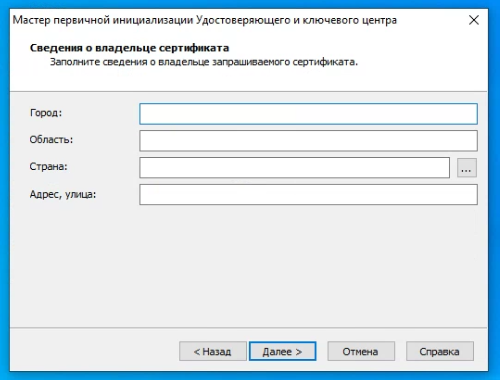 Мастер первичной инициализации Удостоверяющего и ключевого центра
Сведения о владельце сертификата
Заполните сведения о владельце запрашиваемого сертификата.
Город:
Область:
Страна:
...
Адрес, улица:
< Назад Далее > Отмена Справка